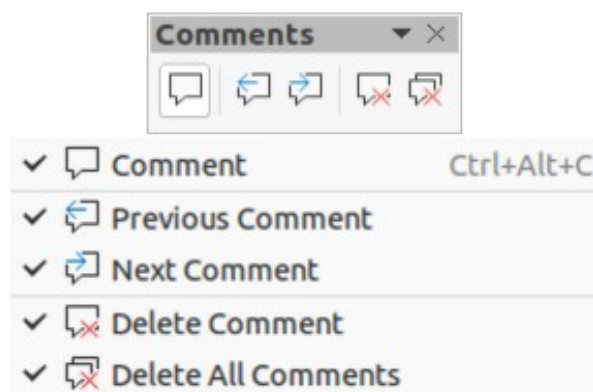 Comments
Comment Ctrl+Alt+C
Previous Comment
Next Comment
Delete Comment
Delete All Comments